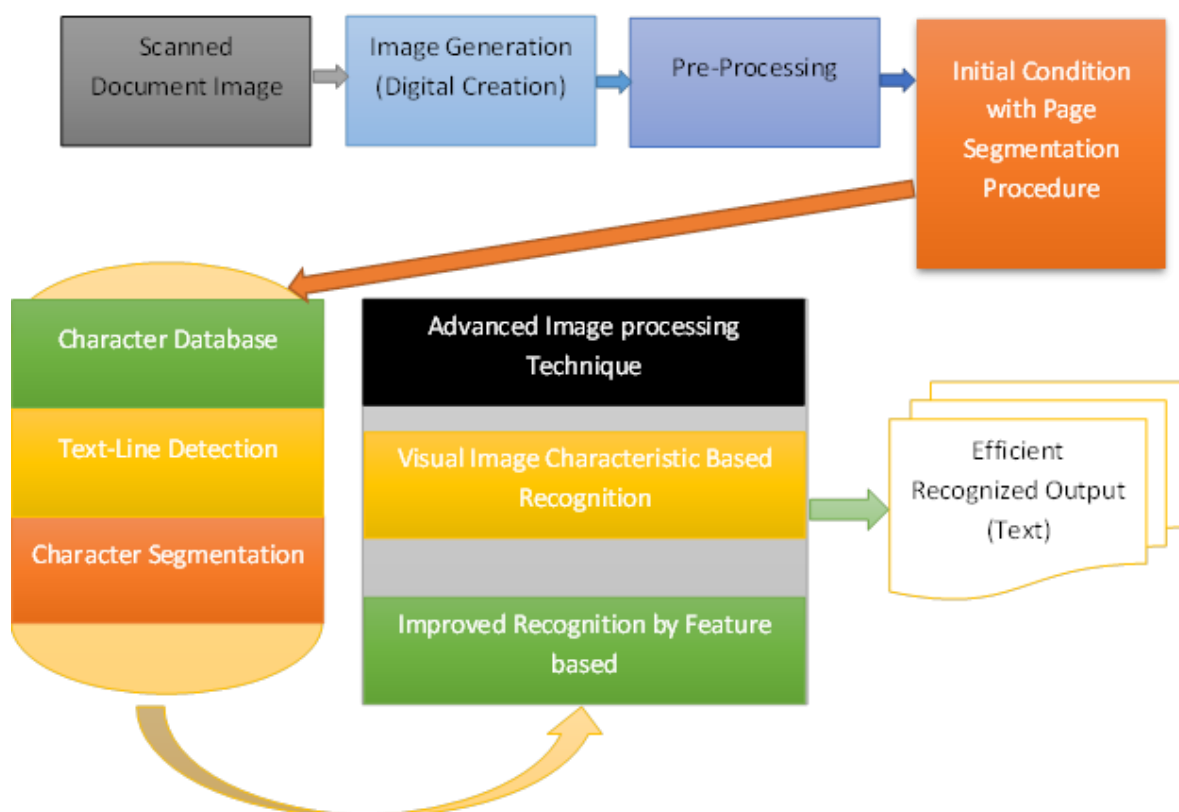 Scanned
Document Image
Image Generation
(Digital Creation)
Pre-Processing
Initial Condition
with Page
Segmentation
Procedure
Character Database
Text-Line Detection
Character Segmentation
Advanced Image processing
Technique
Visual Image Characteristic Based
Recognition
Improved Recognition by Feature
based
Efficient
Recognized Output
(Text)